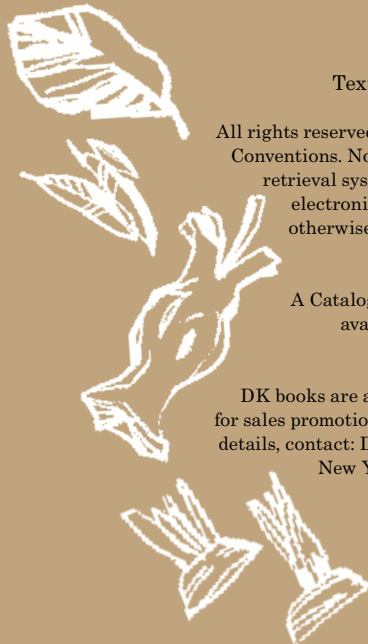 Text
All rights reserved
Conventions. No
retrieval sys
electroni
otherwise
A Catalog
ava
DK books are a
for sales promotio
details, contact: D
New Y